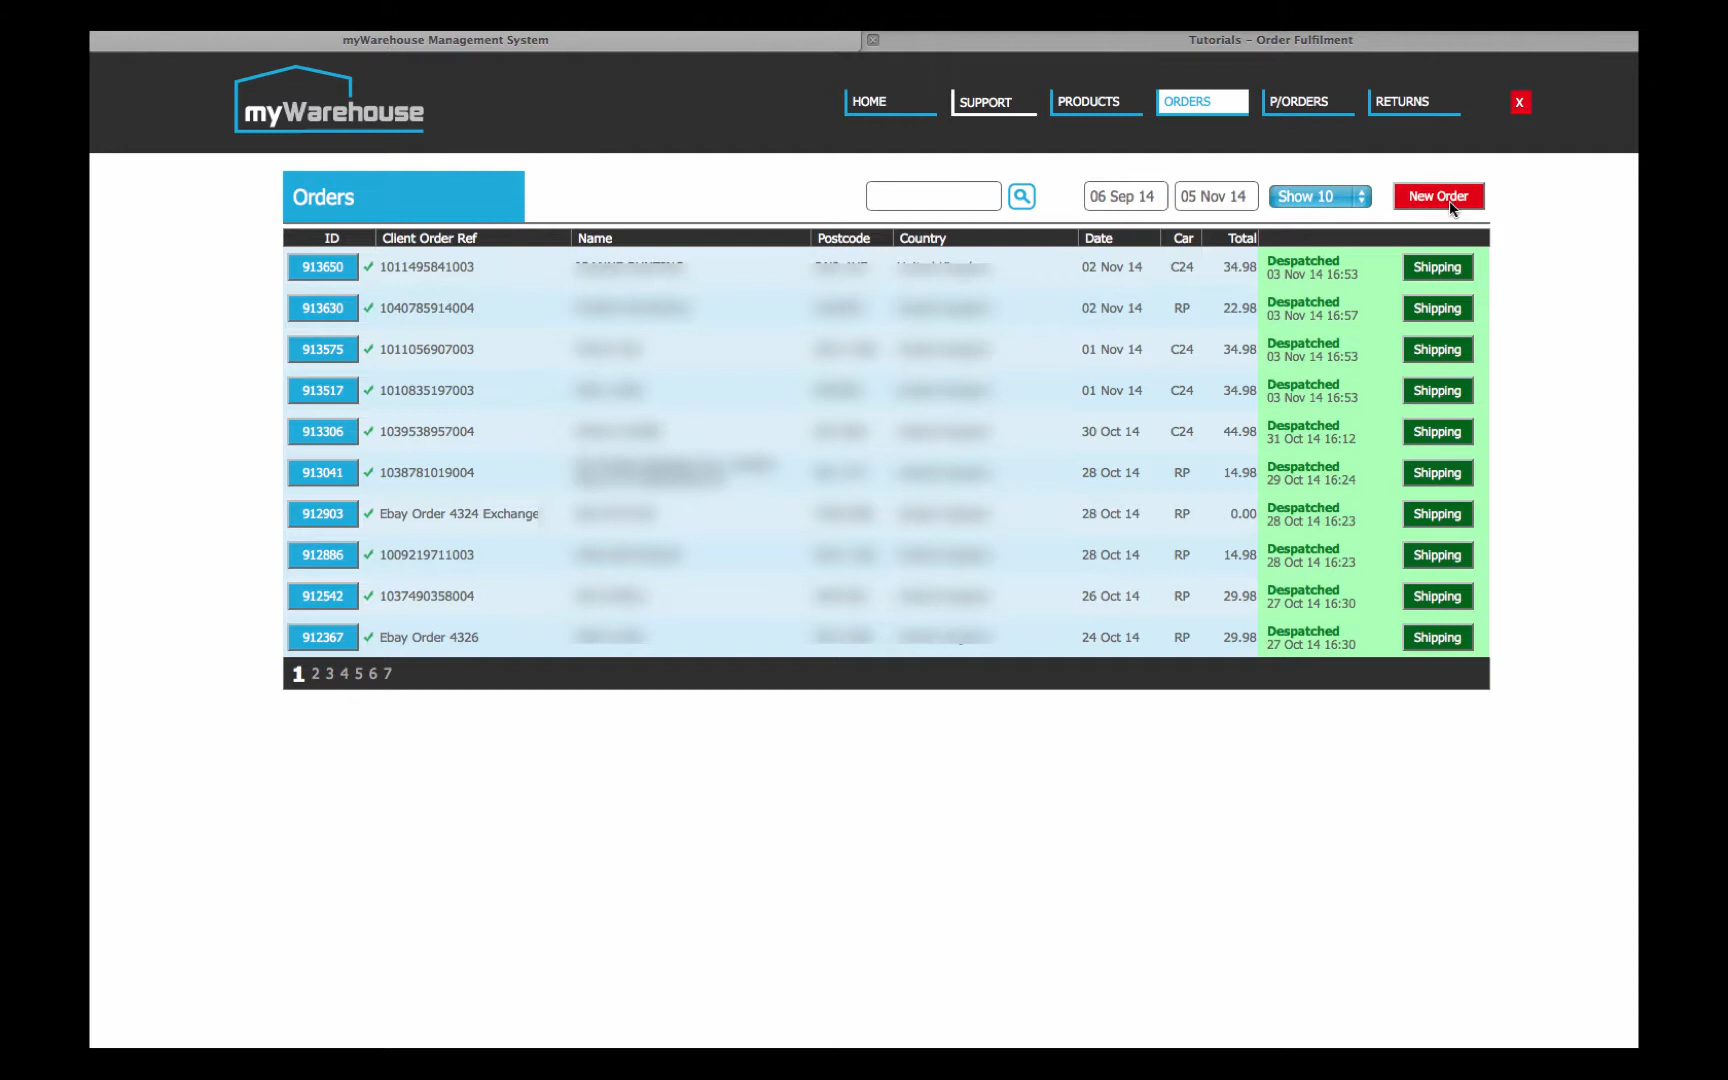 myWarehouse Management System
Tutorials – Order Fulfilment
myWarehouse
HOME
SUPPORT
PRODUCTS
ORDERS
P/ORDERS
RETURNS
X
Orders
06 Sep 14
05 Nov 14
Show 10
New Order
ID Client Order Ref Name Postcode Country Date Car Total
913650 1011495841003 02 Nov 14 C24 34.98 Despatched Shipping
03 Nov 14 16:53
913630 1040785914004 02 Nov 14 RP 22.98 Despatched Shipping
03 Nov 14 16:57
913575 1011056907003 01 Nov 14 C24 34.98 Despatched Shipping
03 Nov 14 16:53
913517 1010835197003 01 Nov 14 C24 34.98 Despatched Shipping
03 Nov 14 16:53
913306 1039538957004 30 Oct 14 C24 44.98 Despatched Shipping
31 Oct 14 16:12
913041 1038781019004 28 Oct 14 RP 14.98 Despatched Shipping
29 Oct 14 16:24
912903 Ebay Order 4324 Exchange 28 Oct 14 RP 0.00 Despatched Shipping
28 Oct 14 16:23
912886 1009219711003 28 Oct 14 RP 14.98 Despatched Shipping
28 Oct 14 16:23
912542 1037490358004 26 Oct 14 RP 29.98 Despatched Shipping
27 Oct 14 16:30
912367 Ebay Order 4326 24 Oct 14 RP 29.98 Despatched Shipping
27 Oct 14 16:30
1 2 3 4 5 6 7